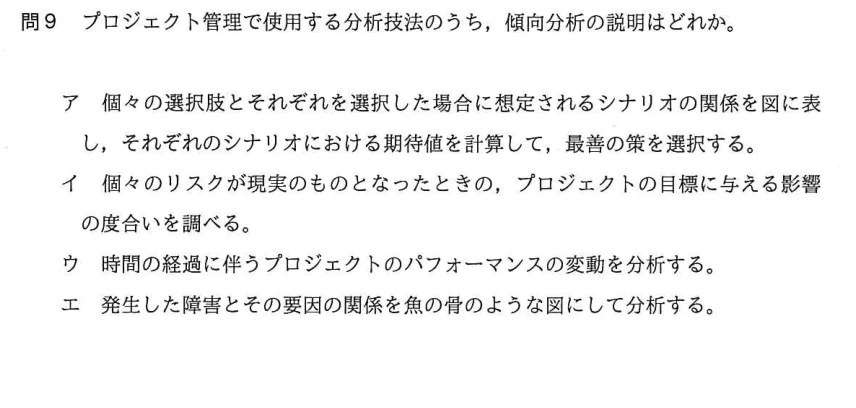 問9 プロジェクト管理で使用する分析技法のうち，傾向分析の説明はどれか。
ア 個々の選択肢とそれぞれを選択した場合に想定されるシナリオの関係を図に表
し，それぞれのシナリオにおける期待値を計算して，最善の策を選択する。
イ 個々のリスクが現実のものとなったときの，プロジェクトの目標に与える影響
の度合いを調べる。
ウ 時間の経過に伴うプロジェクトのパフォーマンスの変動を分析する。
エ 発生した障害とその要因の関係を魚の骨のような図にして分析する。